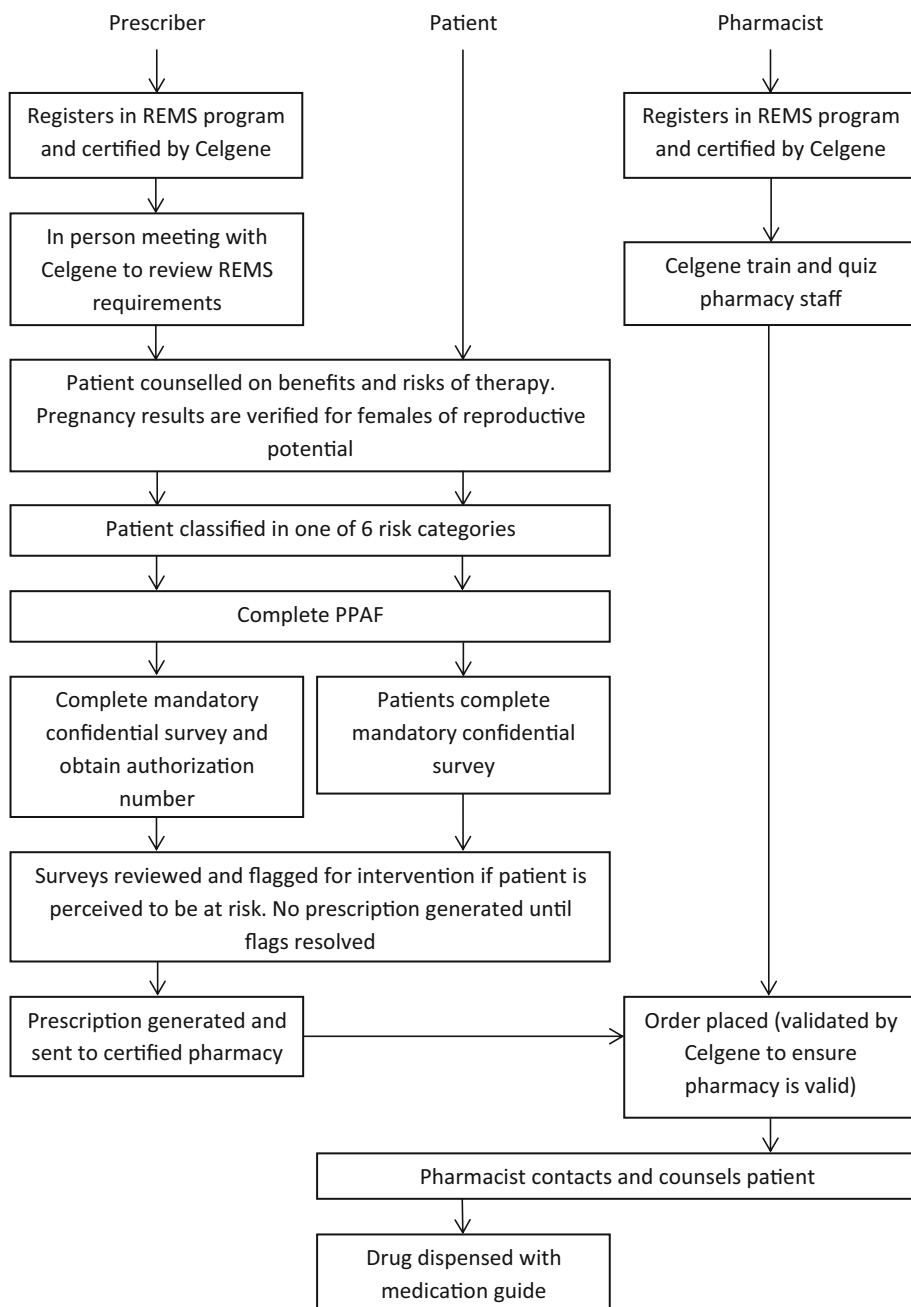 Prescriber
Patient
Pharmacist
Registers in REMS program
and certified by Celgene
Registers in REMS program
and certified by Celgene
In person meeting with
Celgene to review REMS
requirements
Celgene train and quiz
pharmacy staff
Patient counselled on benefits and risks of therapy.
Pregnancy results are verified for females of reproductive
potential
Patient classified in one of 6 risk categories
Complete PPAF
Complete mandatory
confidential survey and
obtain authorization
number
Patients complete
mandatory confidential
survey
Surveys reviewed and flagged for intervention if patient is
perceived to be at risk. No prescription generated until
flags resolved
Prescription generated and
sent to certified pharmacy
Order placed (validated by
Celgene to ensure
pharmacy is valid)
Pharmacist contacts and counsels patient
Drug dispensed with
medication guide